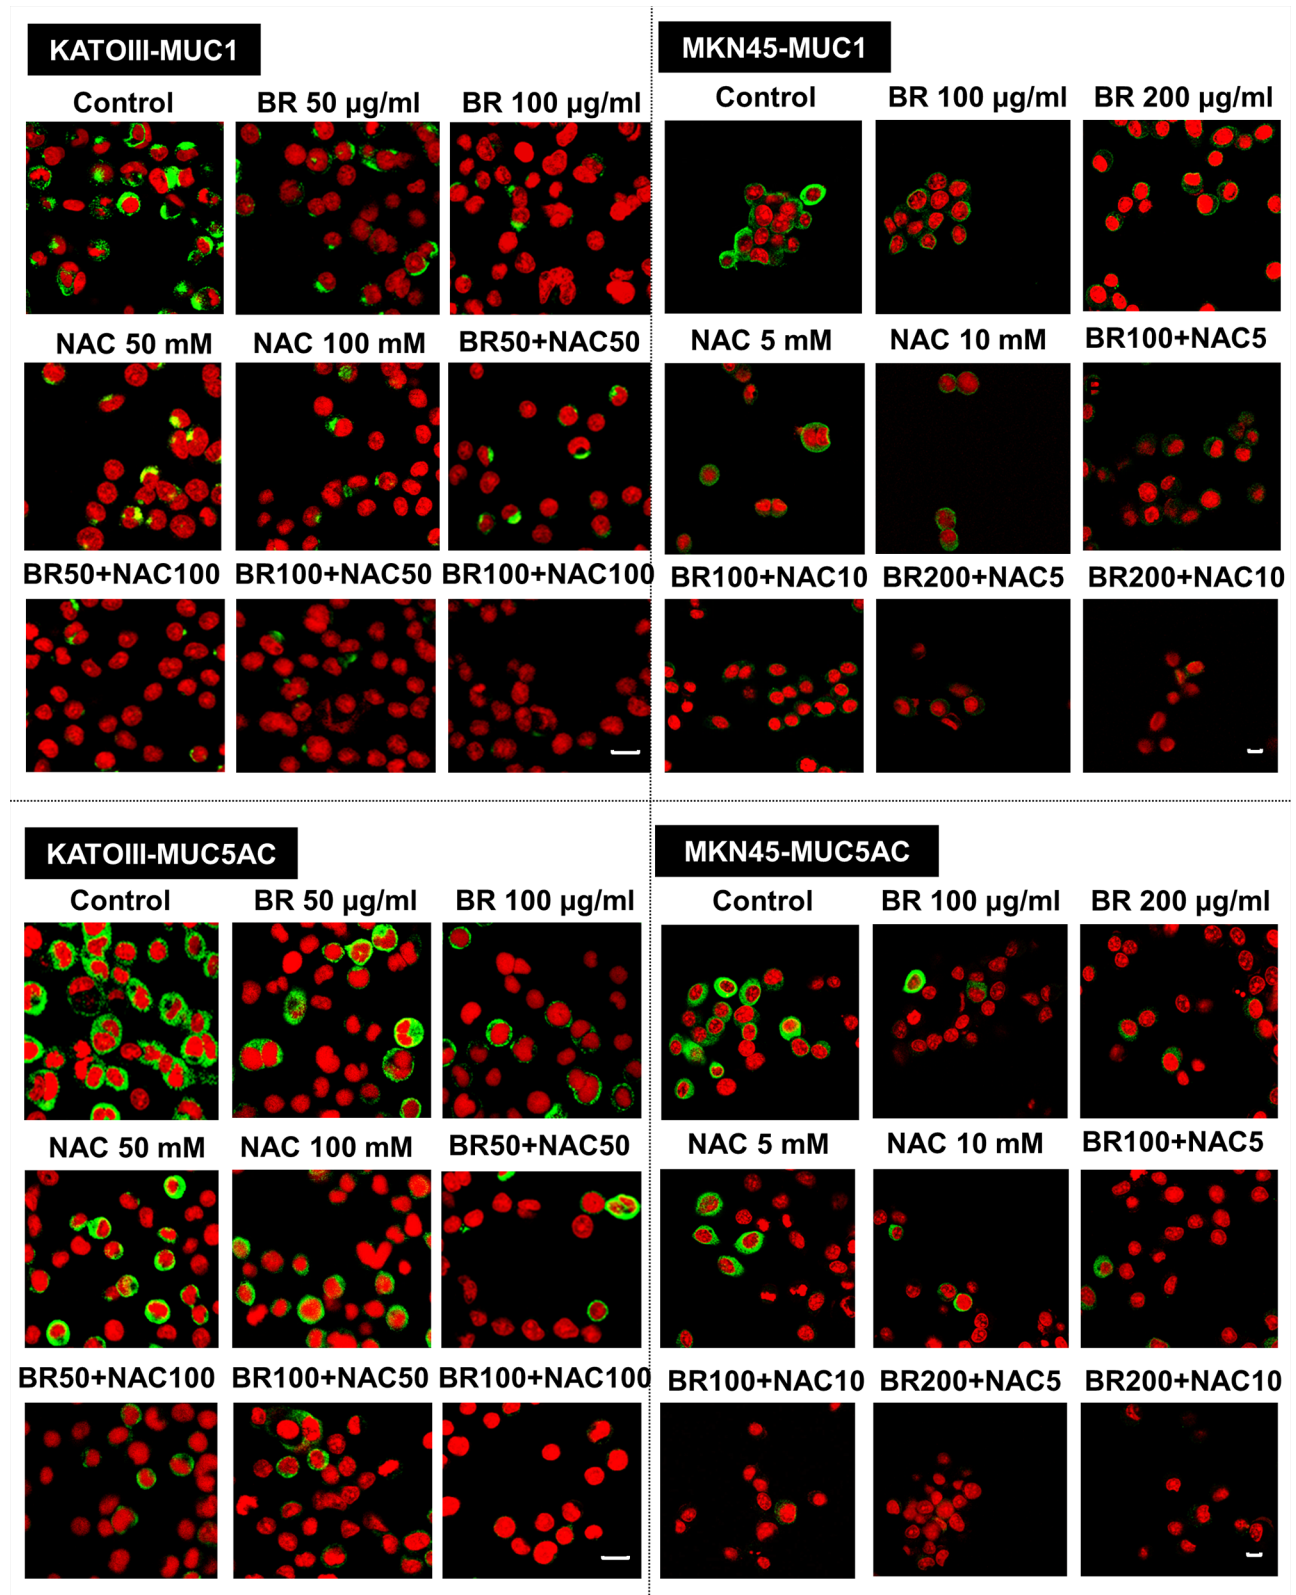 KATOIII-MUC1
Control
BR 50 µg/ml
BR 100 µg/ml
NAC 50 mM
NAC 100 mM
BR50+NAC50
BR50+NAC100
BR100+NAC50
BR100+NAC100
MKN45-MUC1
Control
BR 100 µg/ml
BR 200 µg/ml
NAC 5 mM
NAC 10 mM
BR100+NAC5
BR100+NAC10
BR200+NAC5
BR200+NAC10
KATOIII-MUC5AC
Control
BR 50 µg/ml
BR 100 µg/ml
NAC 50 mM
NAC 100 mM
BR50+NAC50
BR50+NAC100
BR100+NAC50
BR100+NAC100
MKN45-MUC5AC
Control
BR 100 µg/ml
BR 200 µg/ml
NAC 5 mM
NAC 10 mM
BR100+NAC5
BR100+NAC10
BR200+NAC5
BR200+NAC10